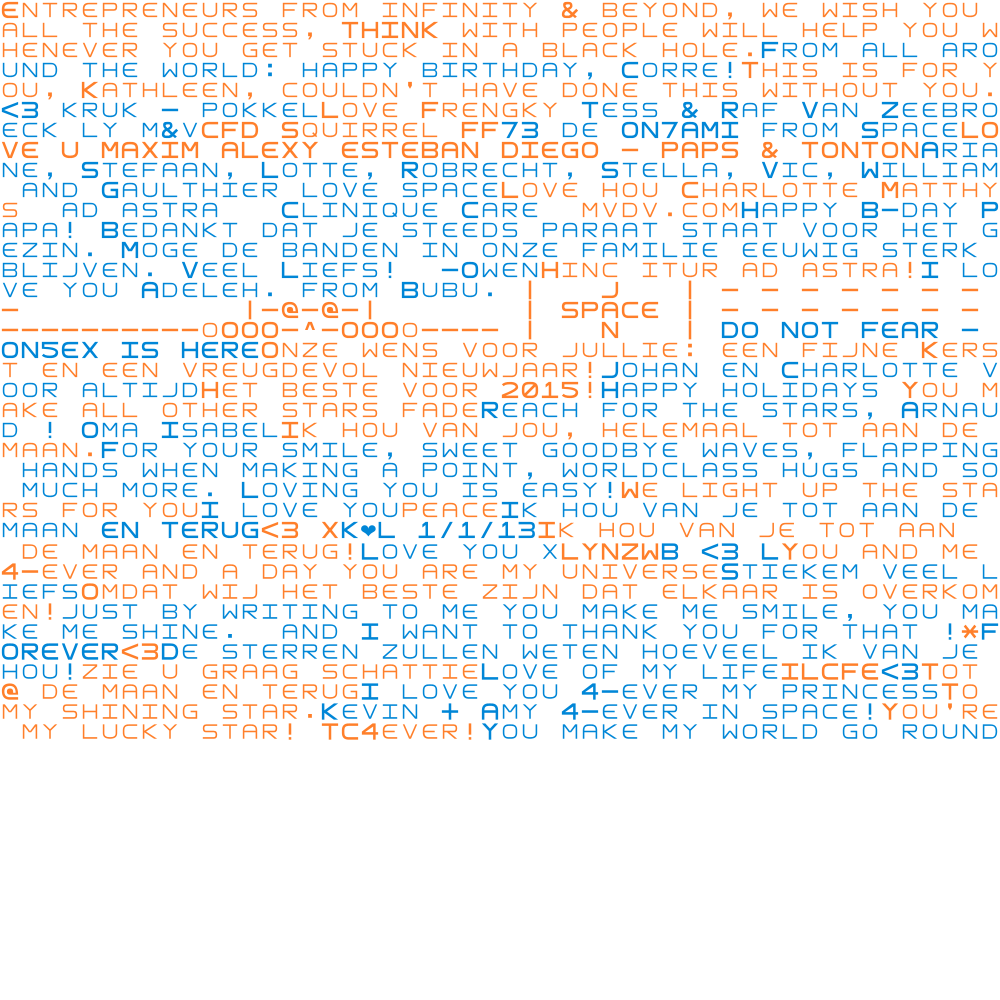 ENTREPRENEURS FROM INFINITY & BEYOND, WE WISH YOU
ALL THE SUCCESS, THINK WITH PEOPLE WILL HELP YOU W
HENEVER YOU GET STUCK IN A BLACK HOLE.FROM ALL ARO
UND THE WORLD: HAPPY BIRTHDAY, CORRE!THIS IS FOR Y
OU, KATHLEEN, COULDN'T HAVE DONE THIS WITHOUT YOU.
<3 KRUK - POKKELLOVE FRENGKY TESS & RAF VAN ZEEBRO
ECK LY M&VCFD SQUIRREL FF73 DE ON7AMI FROM SPACELO
VE U MAXIM ALEXY ESTEBAN DIEGO - PAPS & TONTONARIA
NE, STEFAAN, LOTTE, ROBRECHT, STELLA, VIC, WILLIAM
AND GAULTHIER LOVE SPACELOVE HOU CHARLOTTE MATTHY
S  AD ASTRA   CLINIQUE CARE  MVDV.COMHAPPY B-DAY P
APA! BEDANKT DAT JE STEEDS PARAAT STAAT VOOR HET G
EZIN. MOGE DE BANDEN IN ONZE FAMILIE EEUWIG STERK
BLIJVEN. VEEL LIEFS!  -OWENHINC ITUR AD ASTRA!I LO
VE YOU ADELEH. FROM BUBU. |   J   | - - - - - - -
-           |-@-@-|         | SPACE | - - - - - - -
----------oOOO-^-OOOo---- |   N   | DO NOT FEAR -
ON5EX IS HEREONZE WENS VOOR JULLIE: EEN FIJNE KERS
T EN EEN VREUGDEVOL NIEUWJAAR!JOHAN EN CHARLOTTE V
OOR ALTIJDHET BESTE VOOR 2015!HAPPY HOLIDAYS YOU M
AKE ALL OTHER STARS FADEREACH FOR THE STARS, ARNAU
D ! OMA ISABELIK HOU VAN JOU, HELEMAAL TOT AAN DE
MAAN.FOR YOUR SMILE, SWEET GOODBYE WAVES, FLAPPING
HANDS WHEN MAKING A POINT, WORLDCLASS HUGS AND SO
MUCH MORE. LOVING YOU IS EASY!WE LIGHT UP THE STA
RS FOR YOUI LOVE YOUPEACEIK HOU VAN JE TOT AAN DE
MAAN EN TERUG<3 XK❤L 1/1/13IK HOU VAN JE TOT AAN
DE MAAN EN TERUG!LOVE YOU XLYNZWB <3 LYOU AND ME
4-EVER AND A DAY YOU ARE MY UNIVERSESTIEKEM VEEL L
IEFSOMDAT WIJ HET BESTE ZIJN DAT ELKAAR IS OVERKOM
EN!JUST BY WRITING TO ME YOU MAKE ME SMILE, YOU MA
KE ME SHINE.  AND I WANT TO THANK YOU FOR THAT !*F
OREVER<3DE STERREN ZULLEN WETEN HOEVEEL IK VAN JE
HOU!ZIE U GRAAG SCHATTIELOVE OF MY LIFEILCFE<3TOT
@ DE MAAN EN TERUGI LOVE YOU 4-EVER MY PRINCESSTO
MY SHINING STAR.KEVIN + AMY 4-EVER IN SPACE!YOU'RE
MY LUCKY STAR! TC4EVER!YOU MAKE MY WORLD GO ROUND